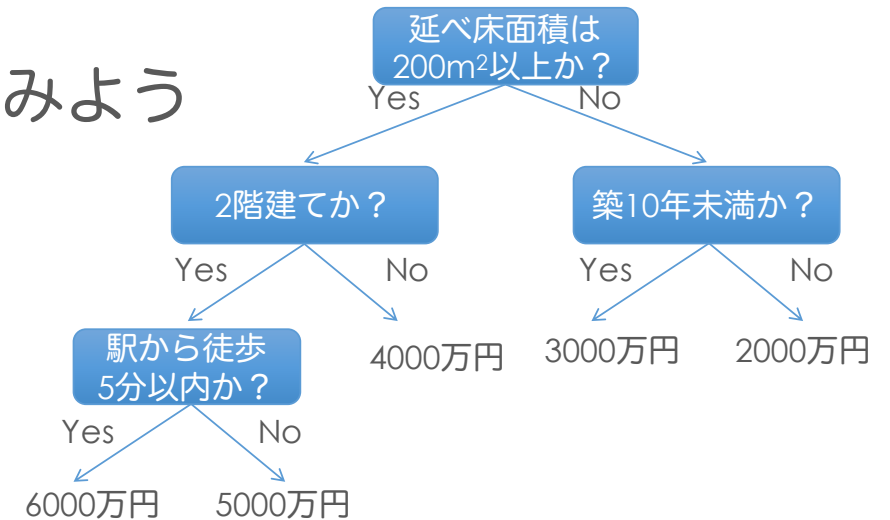 みよう
延べ床面積は
200m²以上か？
Yes
No
2階建てか？
築10年未満か？
Yes
No
Yes
No
駅から徒歩
5分以内か？
4000万円
3000万円
2000万円
Yes
No
6000万円
5000万円